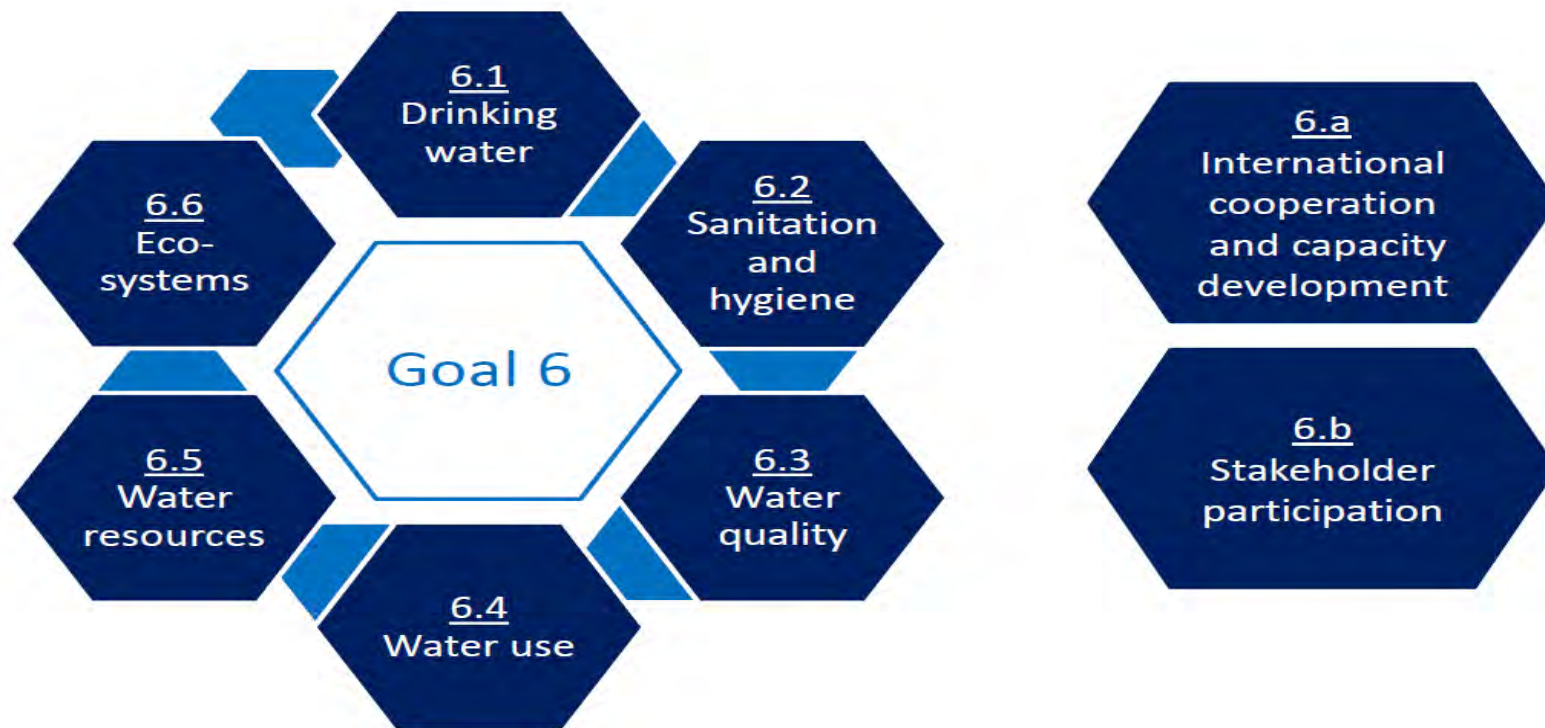 6.1
Drinking
water
6.2
Sanitation
and
hygiene
6.3
Water
quality
6.4
Water use
6.5
Water
resources
6.6
Eco-
systems
Goal 6
6.a
International
cooperation
and capacity
development
6.b
Stakeholder
participation